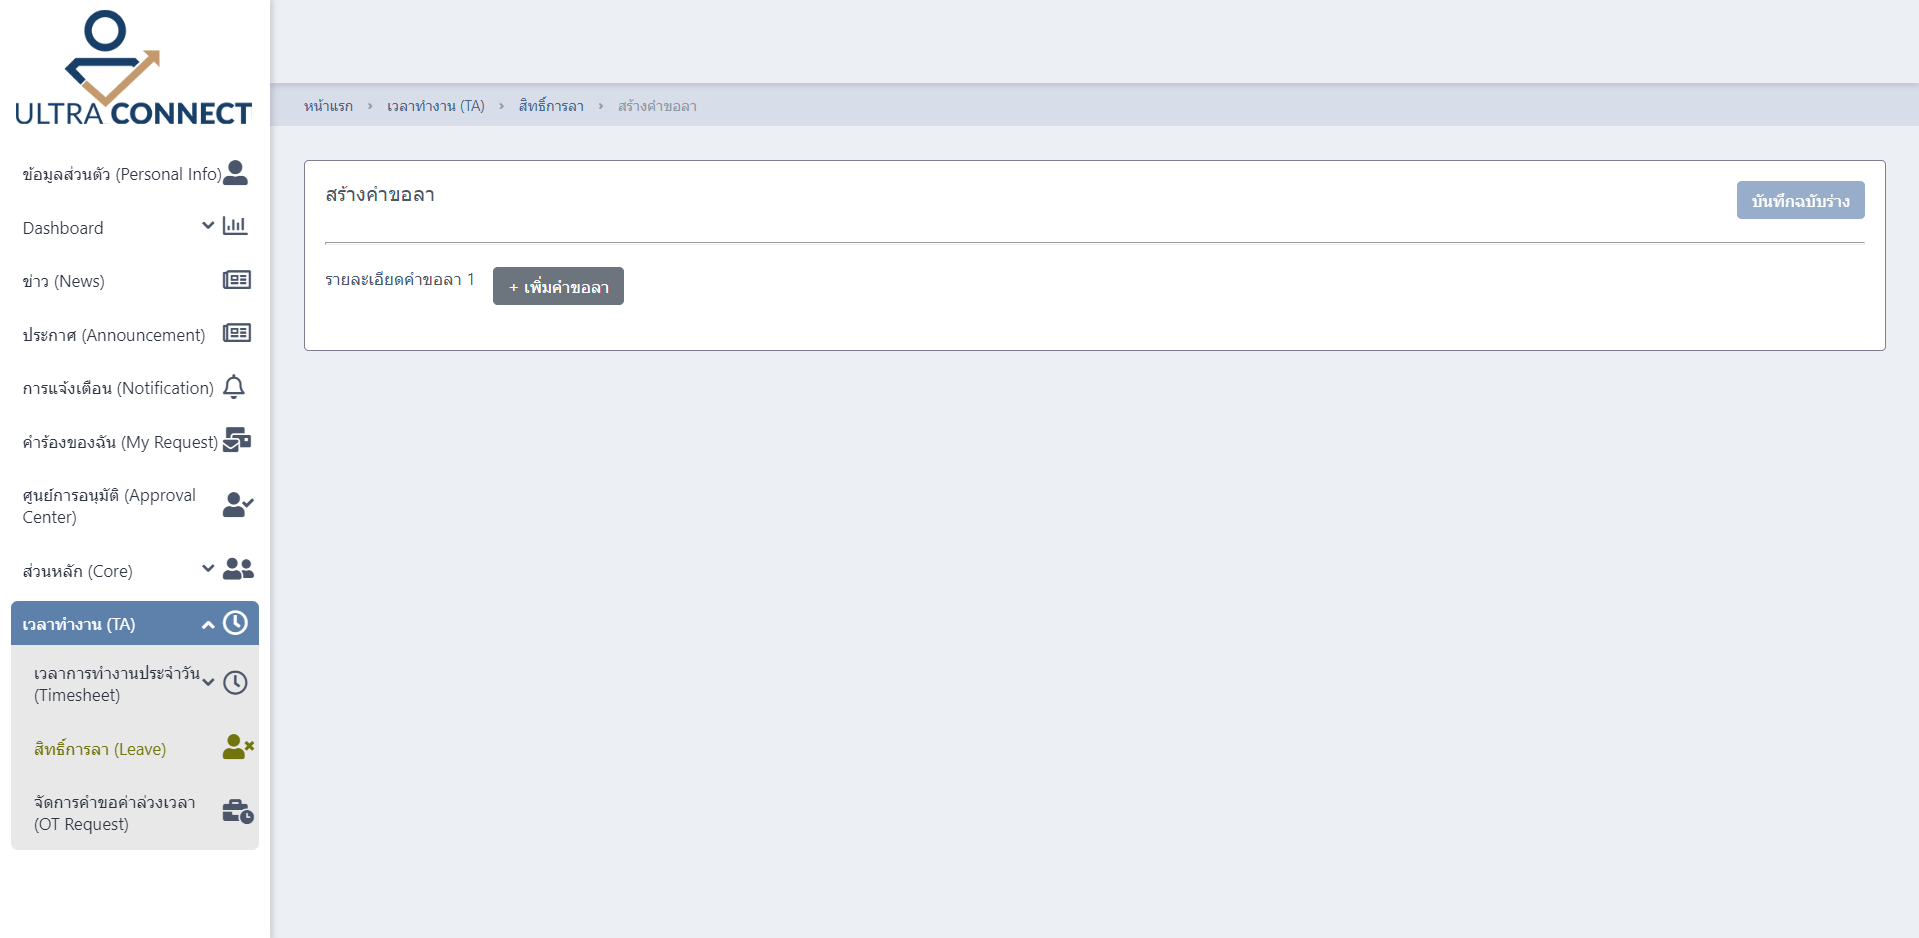 ULTRA CONNECT
ข้อมูลส่วนตัว (Personal Info)
Dashboard
ข่าว (News)
ประกาศ (Announcement)
การแจ้งเตือน (Notification)
คำร้องของฉัน (My Request)
ศูนย์การอนุมัติ (Approval
Center)
ส่วนหลัก (Core)
เวลาทำงาน (TA)
เวลาการทำงานประจำวัน
(Timesheet)
สิทธิ์การลา (Leave)
จัดการคำขอค่าล่วงเวลา
(OT Request)
หน้าแรก › เวลาทำงาน (TA) › สิทธิ์การลา › สร้างคำขอลา
สร้างคำขอลา
บันทึกฉบับร่าง
รายละเอียดคำขอลา 1
+ เพิ่มคำขอลา